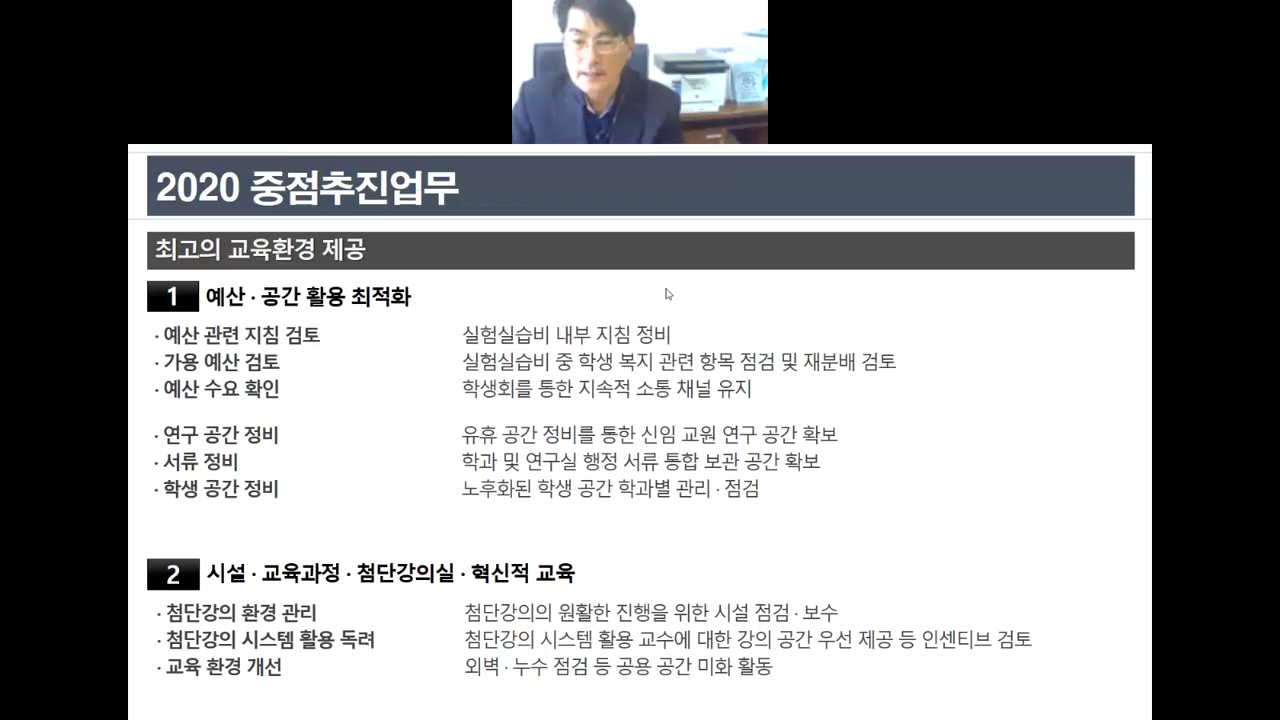 2020 중점추진업무
최고의 교육환경 제공
1 예산 · 공간 활용 최적화
· 예산 관련 지침 검토 실험실습비 내부 지침 정비
· 가용 예산 검토 실험실습비 중 학생 복지 관련 항목 점검 및 재분배 검토
· 예산 수요 확인 학생회를 통한 지속적 소통 채널 유지
· 연구 공간 정비 유휴 공간 정비를 통한 신임 교원 연구 공간 확보
· 서류 정비 학과 및 연구실 행정 서류 통합 보관 공간 확보
· 학생 공간 정비 노후화된 학생 공간 학과별 관리 · 점검
2 시설 · 교육과정 · 첨단강의실 · 혁신적 교육
· 첨단강의 환경 관리 첨단강의의 원활한 진행을 위한 시설 점검 · 보수
· 첨단강의 시스템 활용 독려 첨단강의 시스템 활용 교수에 대한 강의 공간 우선 제공 등 인센티브 검토
· 교육 환경 개선 외벽 · 누수 점검 등 공용 공간 미화 활동